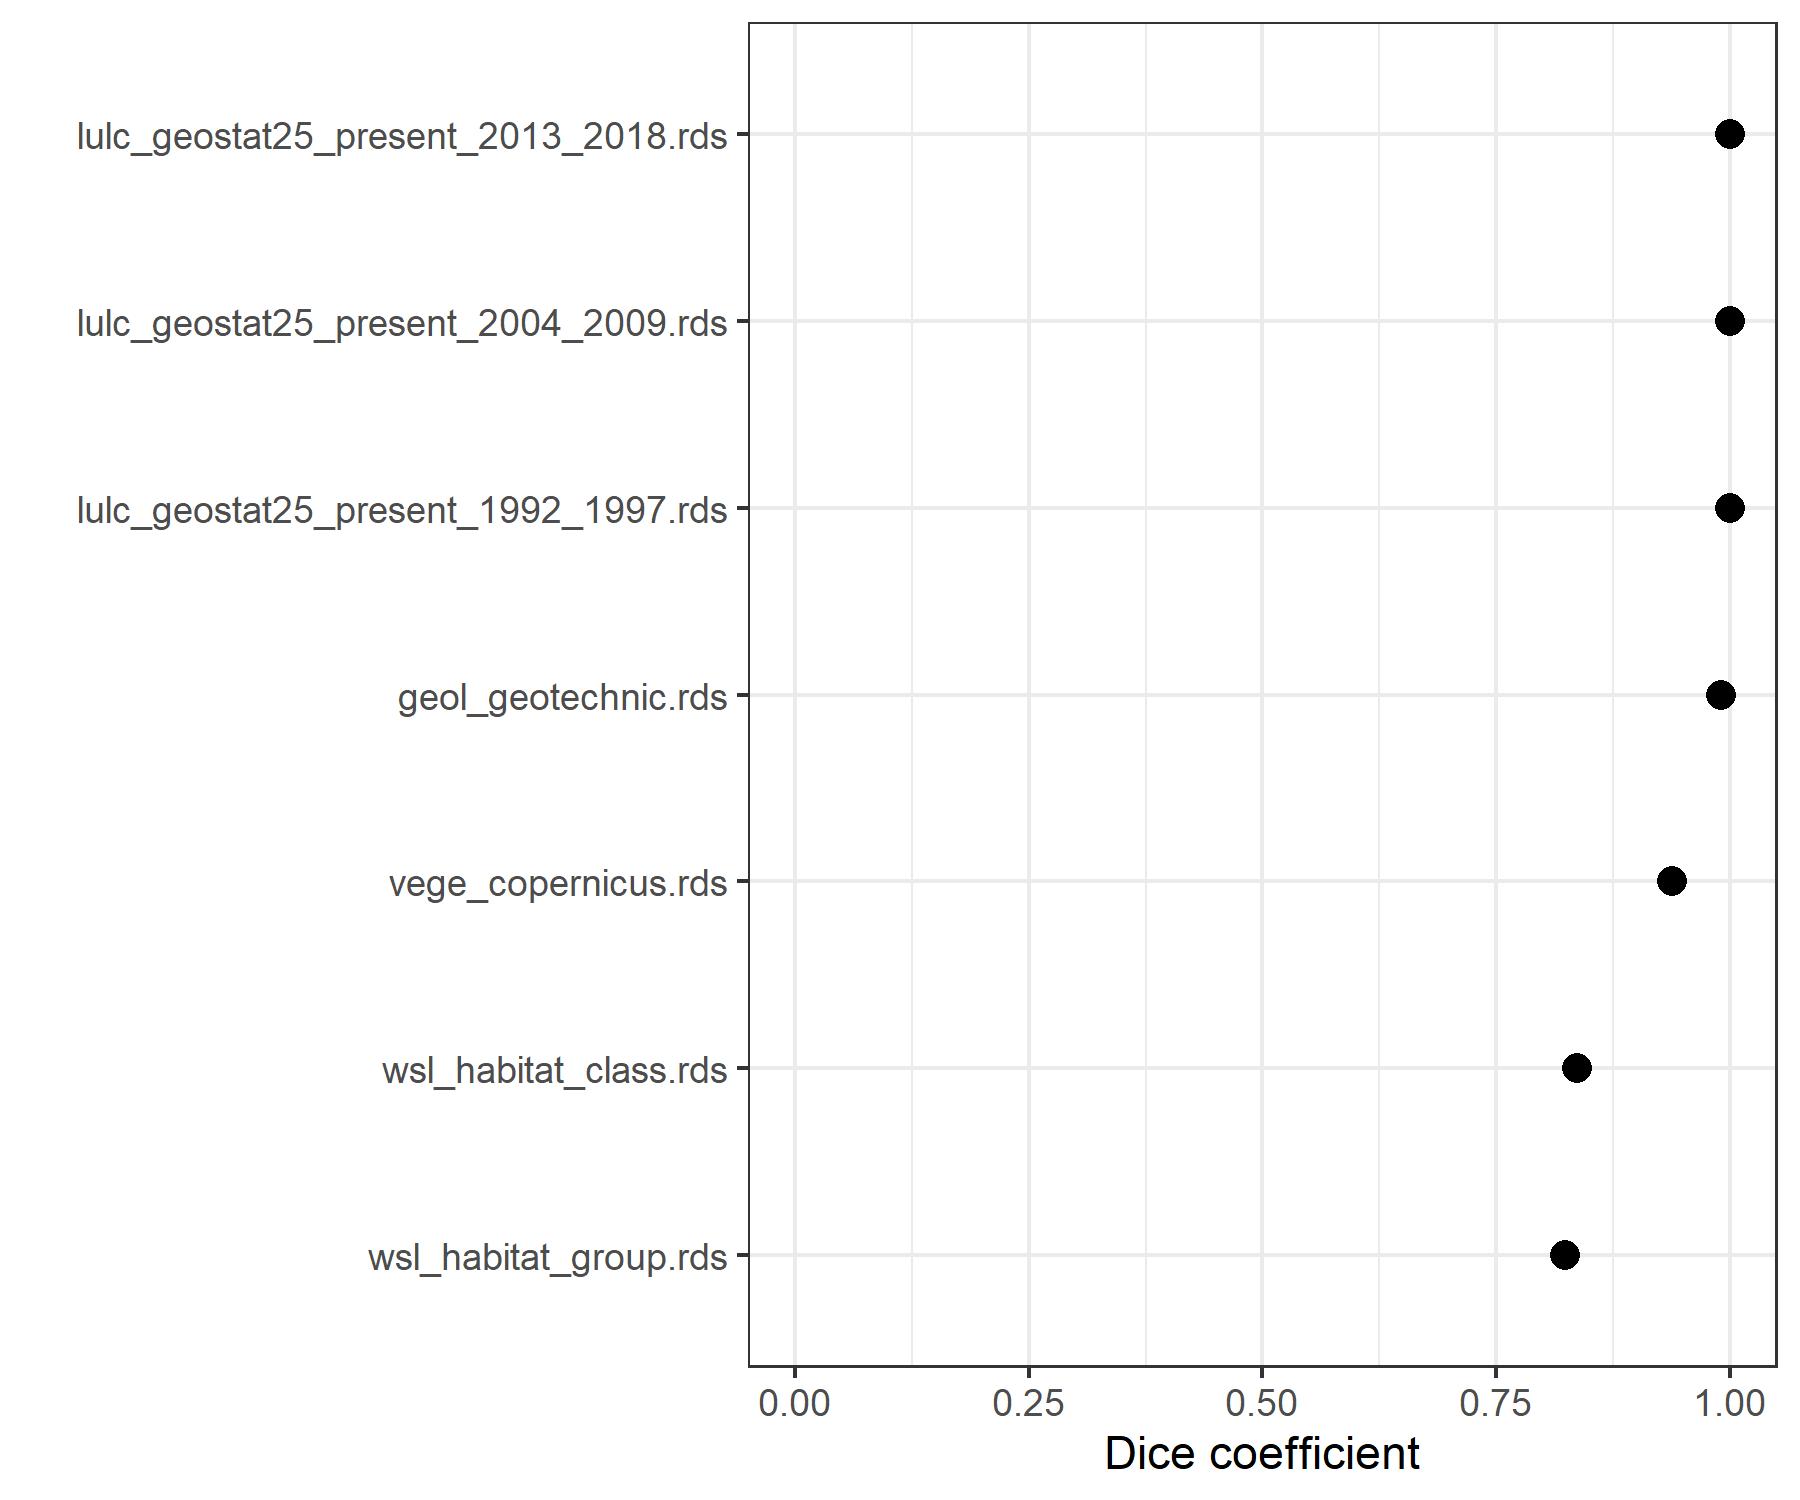 lulc_geostat25_present_2013_2018.rds
lulc_geostat25_present_2004_2009.rds
lulc_geostat25_present_1992_1997.rds
geol_geotechnic.rds
vege_copernicus.rds
wsl_habitat_class.rds
wsl_habitat_group.rds
0.00 0.25 0.50 0.75 1.00
Dice coefficient